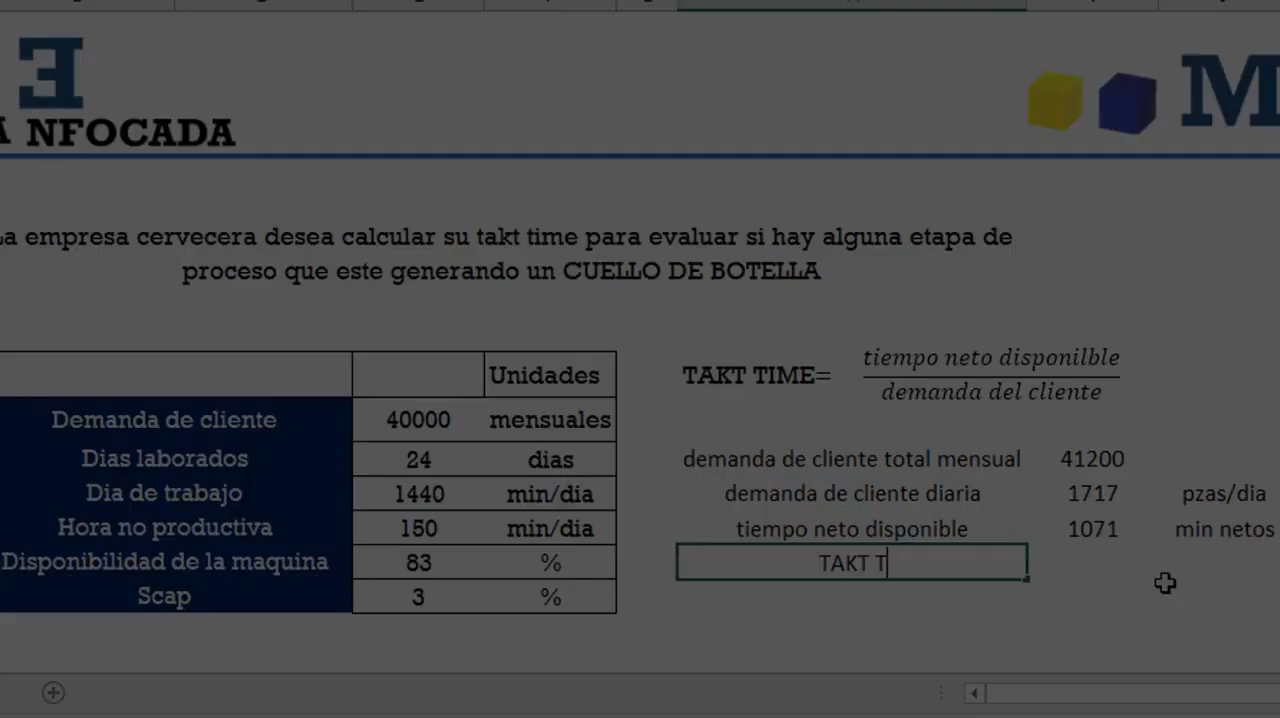 E
A NFOCADA
M
La empresa cervecera desea calcular su takt time para evaluar si hay alguna etapa de
proceso que este generando un CUELLO DE BOTELLA
Unidades
Demanda de cliente 40000 mensuales
Dias laborados 24 dias
Dia de trabajo 1440 min/dia
Hora no productiva 150 min/dia
Disponibilidad de la maquina 83 %
Scap 3 %
TAKT TIME= tiempo neto disponilble
demanda del cliente
demanda de cliente total mensual 41200
demanda de cliente diaria 1717 pzas/dia
tiempo neto disponible 1071 min netos
TAKT T